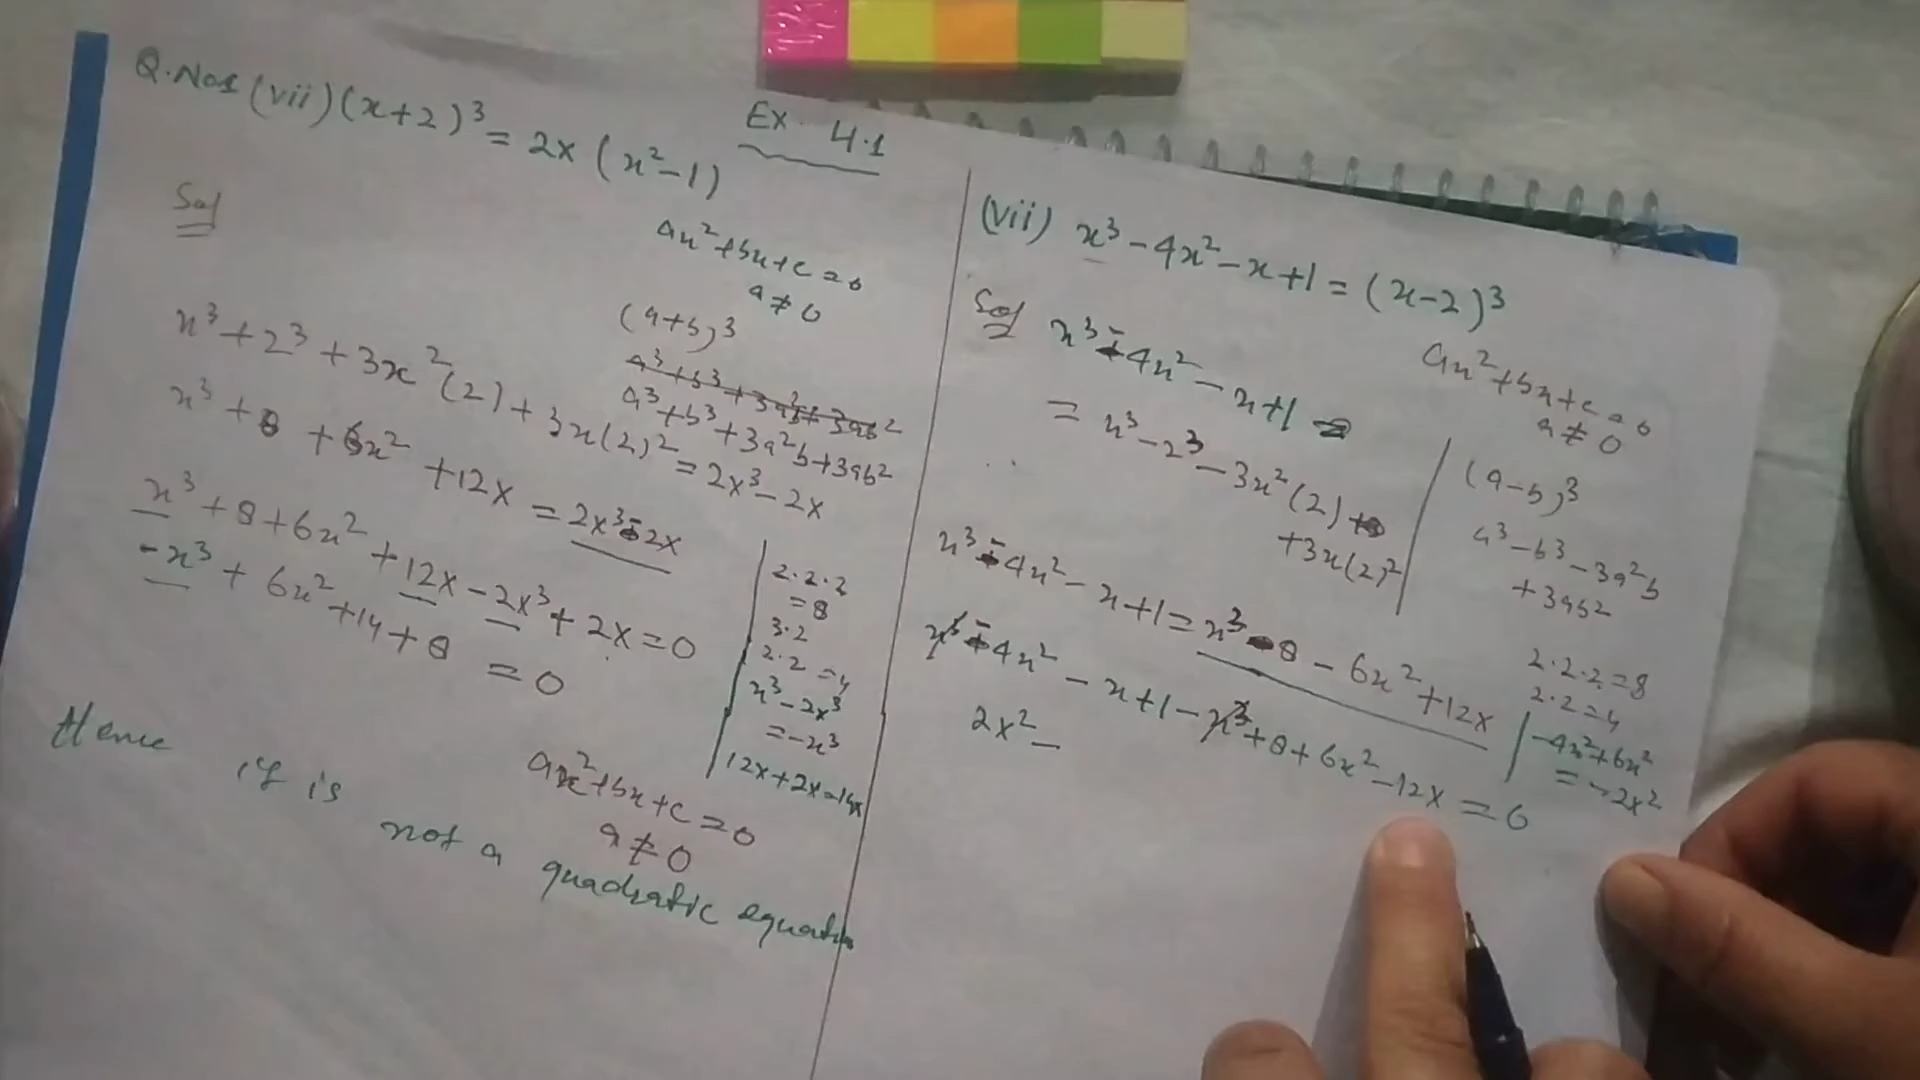 Ex. 4.1
Q.No1 (vii) (x+2)³ = 2x (x²-1)
Sol
ax²+bx+c=0
a≠0
(a+b)³
a³+b³+3a²b+3ab²
x³+2³+3x²(2)+3x(2)²=2x³-2x
x³+8+6x²+12x=2x³-2x
x³+8+6x²+12x-2x³+2x=0
-x³+6x²+14+8=0
2.2.2
=8
3.2
2.2=4
x³-2x³
=-x³
12x+2x=14x
ax²+bx+c=0
a≠0
Hence it is not a quadratic equation
(vii) x³-4x²-x+1=(x-2)³
Sol x³-4x²-x+1=
=x³-2³-3x²(2)
+3x(2)²
ax²+bx+c=0
a≠0
(a-b)³
a³-b³-3a²b
+3ab²
x³-4x²-x+1=x³-8-6x²+12x
x³-4x²-x+1-x³+8+6x²-12x=0
2x²-
2.2.2=8
2.2=4
-4x²+6x²
=-2x²